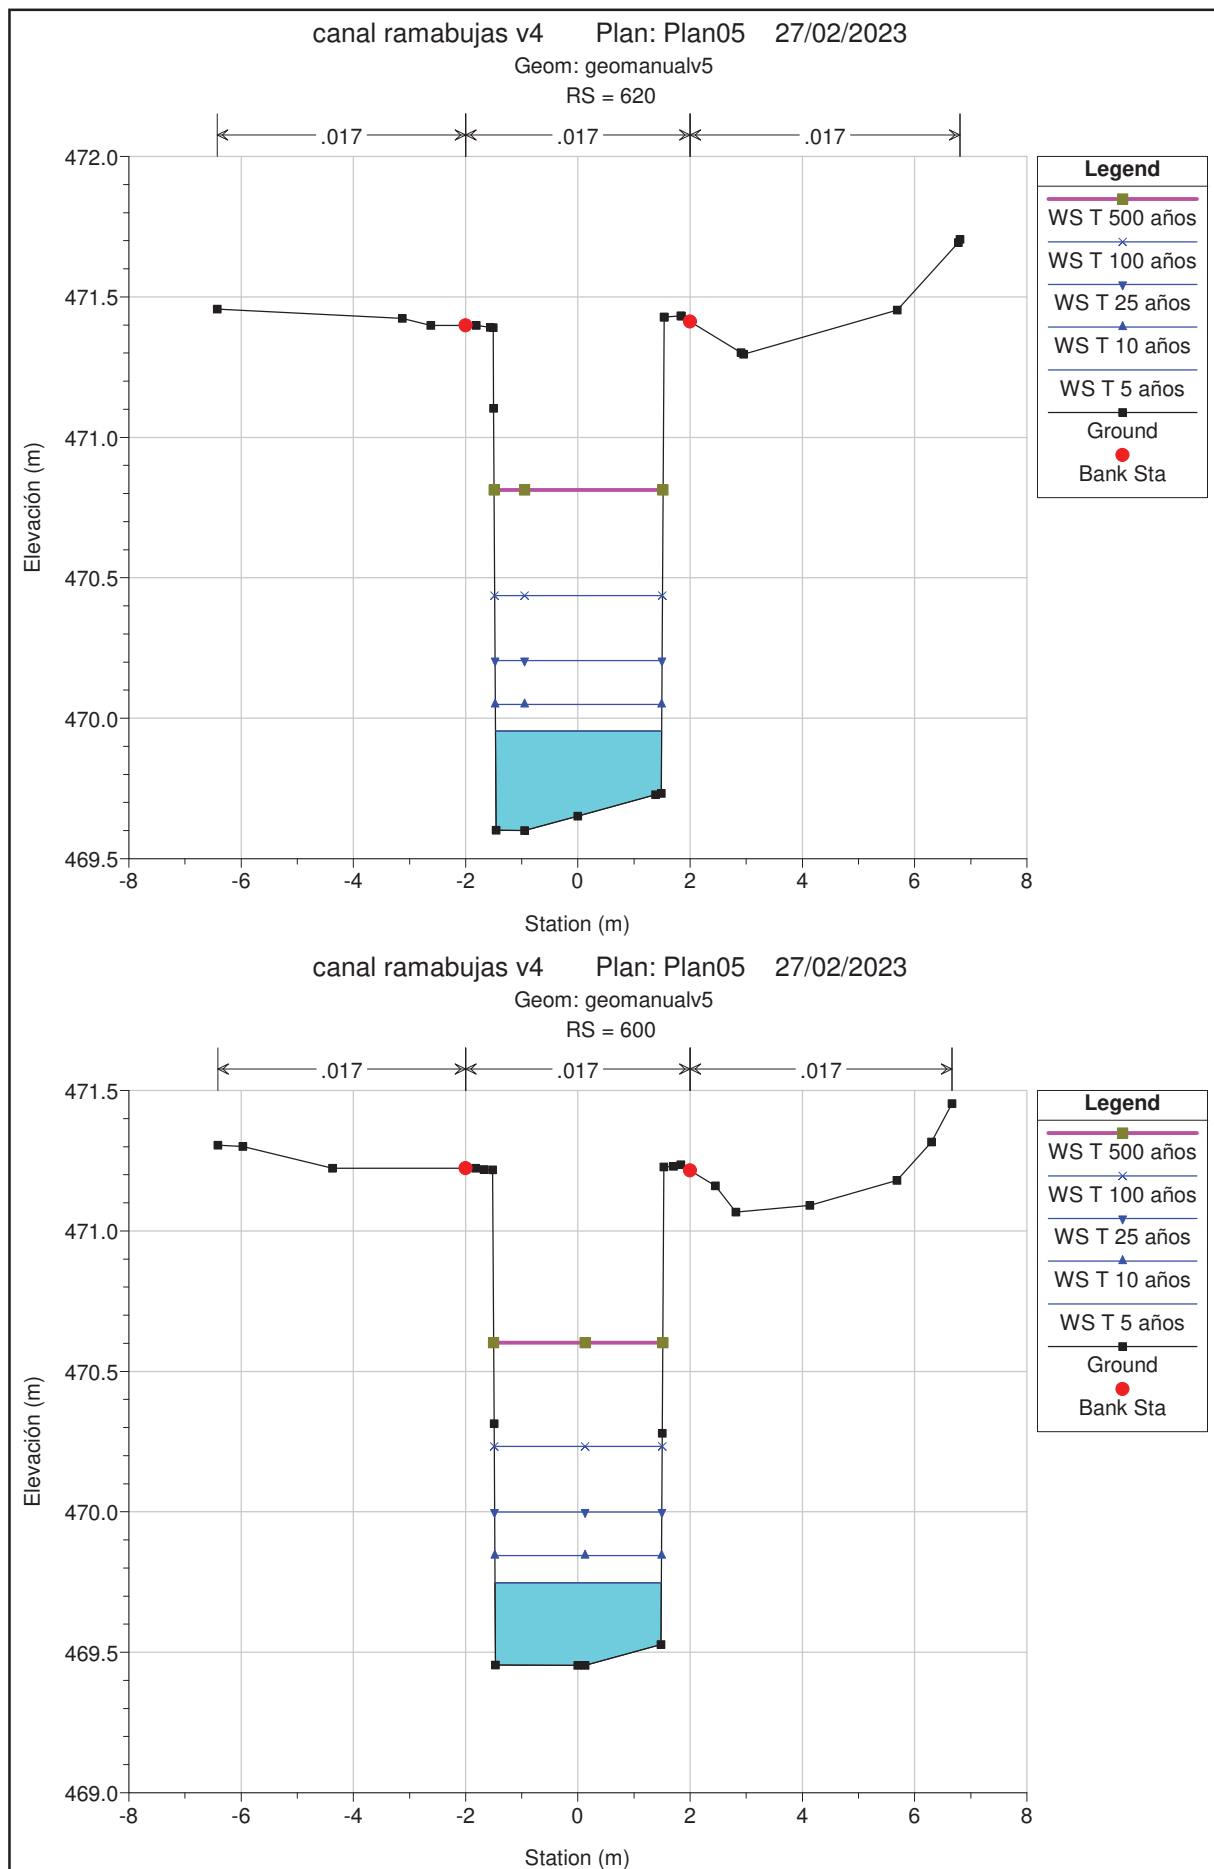 canal ramabujas v4 Plan: Plan05 27/02/2023
Geom: geomanualv5
RS = 620
.017 .017 .017
472.0
471.5
471.0
470.5
470.0
469.5
Elevación (m)
-8 -6 -4 -2 0 2 4 6 8
Station (m)
Legend
WS T 500 años
WS T 100 años
WS T 25 años
WS T 10 años
WS T 5 años
Ground
Bank Sta
canal ramabujas v4 Plan: Plan05 27/02/2023
Geom: geomanualv5
RS = 600
.017 .017 .017
471.5
471.0
470.5
470.0
469.5
469.0
Elevación (m)
-8 -6 -4 -2 0 2 4 6 8
Station (m)
Legend
WS T 500 años
WS T 100 años
WS T 25 años
WS T 10 años
WS T 5 años
Ground
Bank Sta